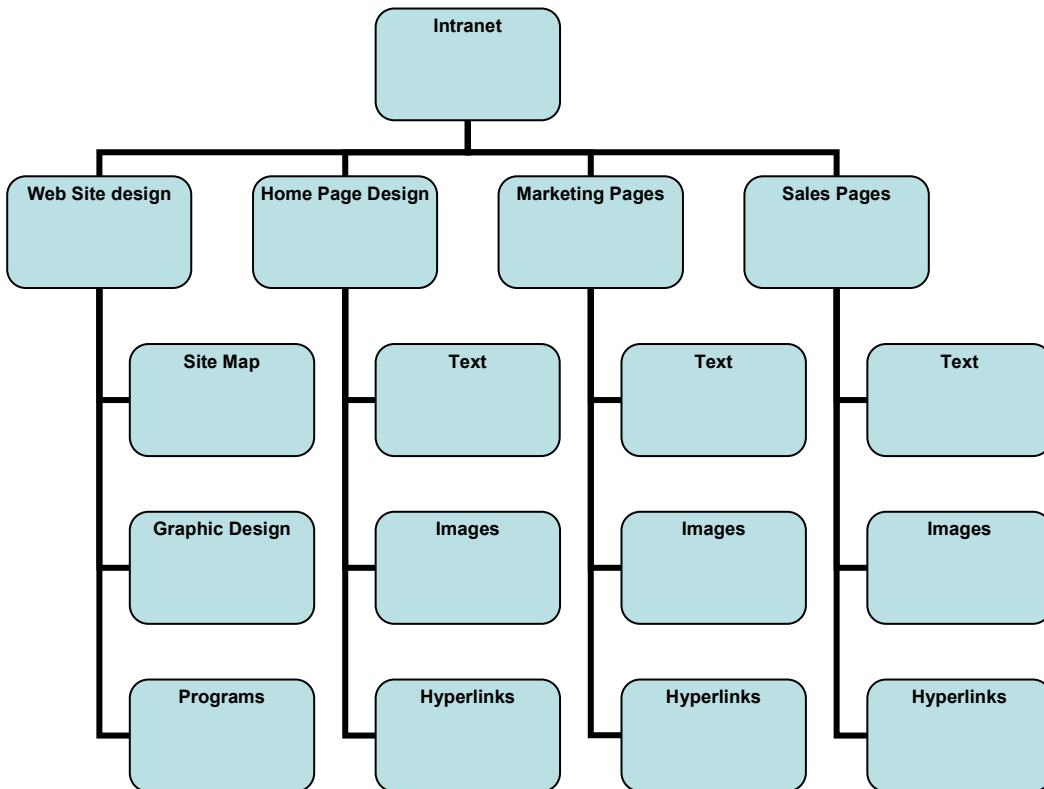 Intranet
Web Site design
Home Page Design
Marketing Pages
Sales Pages
Site Map
Text
Text
Text
Graphic Design
Images
Images
Images
Programs
Hyperlinks
Hyperlinks
Hyperlinks